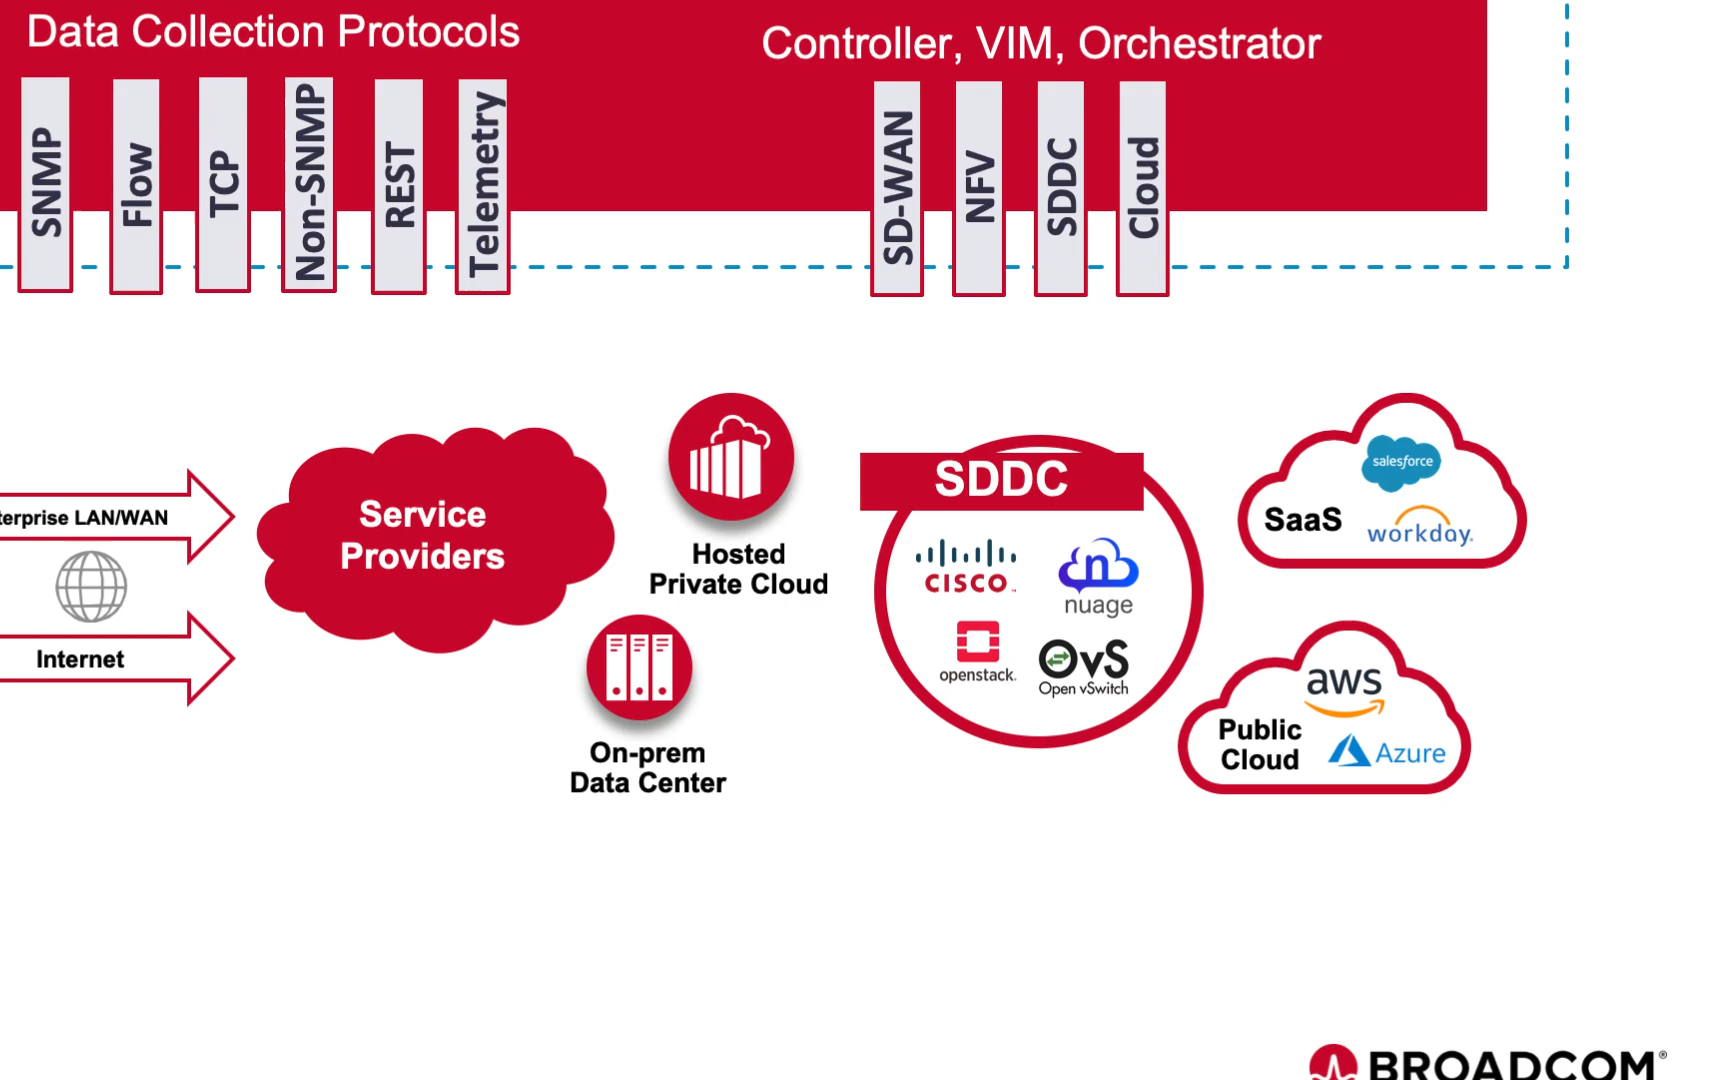 Data Collection Protocols
Controller, VIM, Orchestrator
SNMP
Flow
TCP
Non-SNMP
REST
Telemetry
SD-WAN
NFV
SDDC
Cloud
LAN/WAN
Internet
Service
Providers
Hosted
Private Cloud
On-prem
Data Center
SDDC
CISCO
nuage
openstack.
OvS
Open vSwitch
SaaS
salesforce
workday.
Public
Cloud
aws
Azure
BROADCOM®